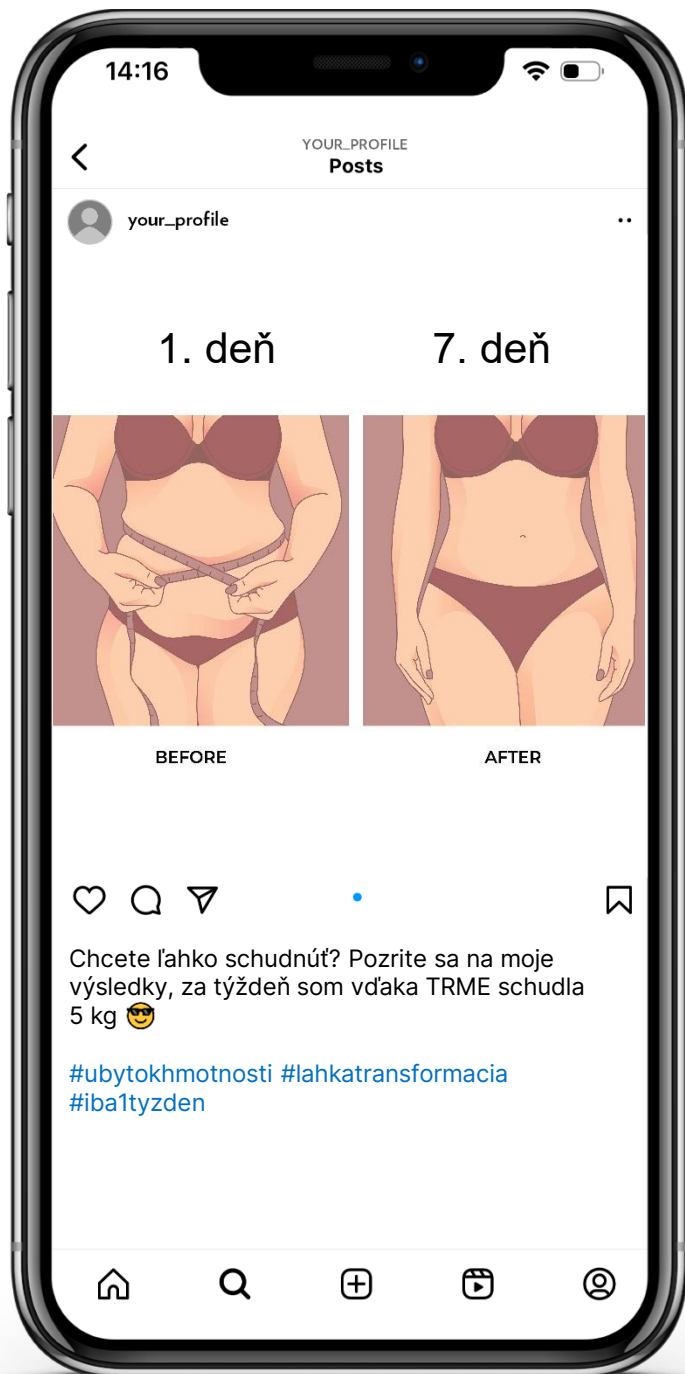 14:16
YOUR_PROFILE
Posts
your_profile
1. deň
7. deň
BEFORE
AFTER
Chcete ľahko schudnúť? Pozrite sa na moje
výsledky, za týždeň som vďaka TRME schudla
5 kg 😎
#ubytokhmotnosti #lahkatransformacia
#iba1tyzden